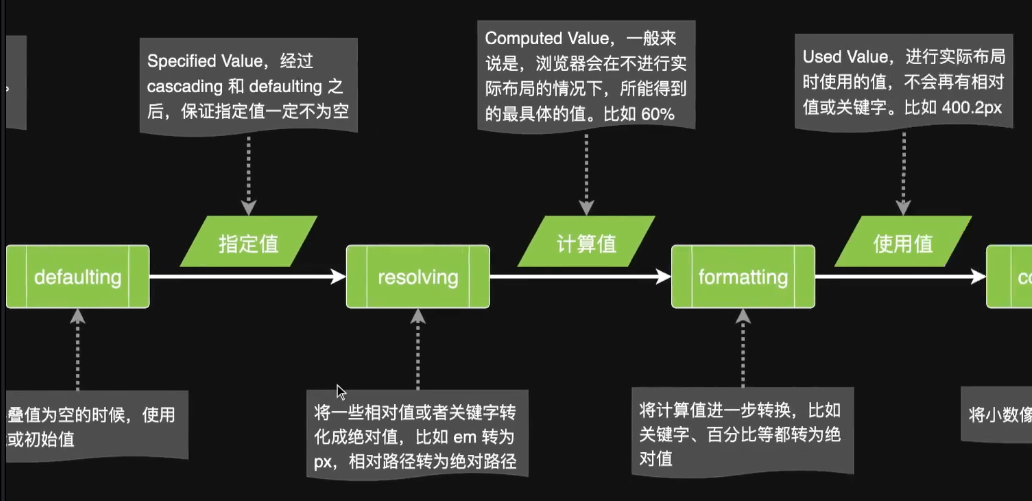 Specified Value，经过
cascading 和 defaulting 之
后，保证指定值一定不为空
Computed Value，一般来
说是，浏览器会在不进行实
际布局的情况下，所能得到
的最具体的值。比如 60%
Used Value，进行实际布局
时使用的值，不会再有相对
值或关键字。比如 400.2px
指定值
计算值
使用值
defaulting
resolving
formatting
co
叠值为空的时候，使用
或初始值
将一些相对值或者关键字转
化成绝对值，比如 em 转为
px，相对路径转为绝对路径
将计算值进一步转换，比如
关键字、百分比等都转为绝
对值
将小数像